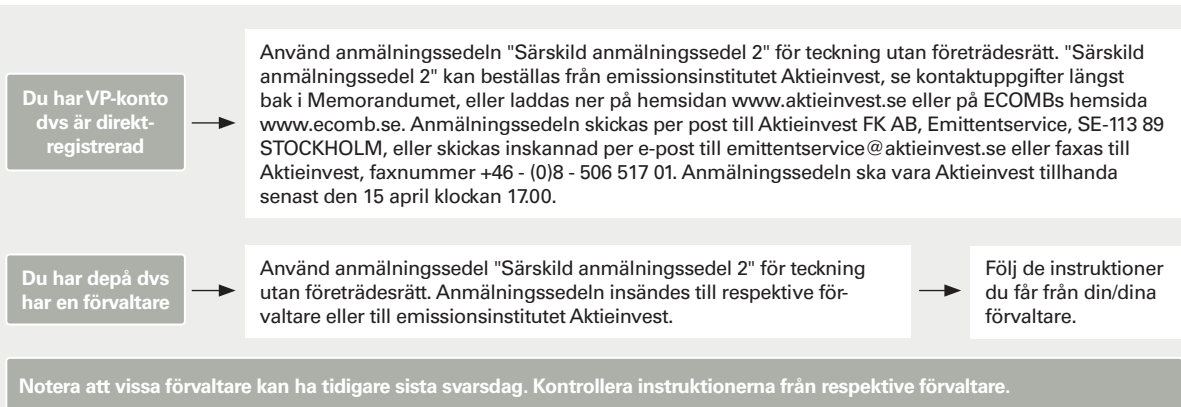 Du har VP-konto
dvs är direkt-
registrerad
Använd anmälningssedeln "Särskild anmälningssedel 2" för teckning utan företrädesrätt. "Särskild
anmälningssedel 2" kan beställas från emissionsinstitutet Aktieinvest, se kontaktuppgifter längst
bak i Memorandumet, eller laddas ner på hemsidan www.aktieinvest.se eller på ECOMBs hemsida
www.ecomb.se. Anmälningssedeln skickas per post till Aktieinvest FK AB, Emittentservice, SE-113 89
STOCKHOLM, eller skickas inskannad per e-post till emittentservice@aktieinvest.se eller faxas till
Aktieinvest, faxnummer +46 - (0)8 - 506 517 01. Anmälningssedeln ska vara Aktieinvest tillhanda
senast den 15 april klockan 17.00.
Du har depå dvs
har en förvaltare
Använd anmälningssedel "Särskild anmälningssedel 2" för teckning
utan företrädesrätt. Anmälningssedeln insändes till respektive för-
valtare eller till emissionsinstitutet Aktieinvest.
Följ de instruktioner
du får från din/dina
förvaltare.
Notera att vissa förvaltare kan ha tidigare sista svarsdag. Kontrollera instruktionerna från respektive förvaltare.